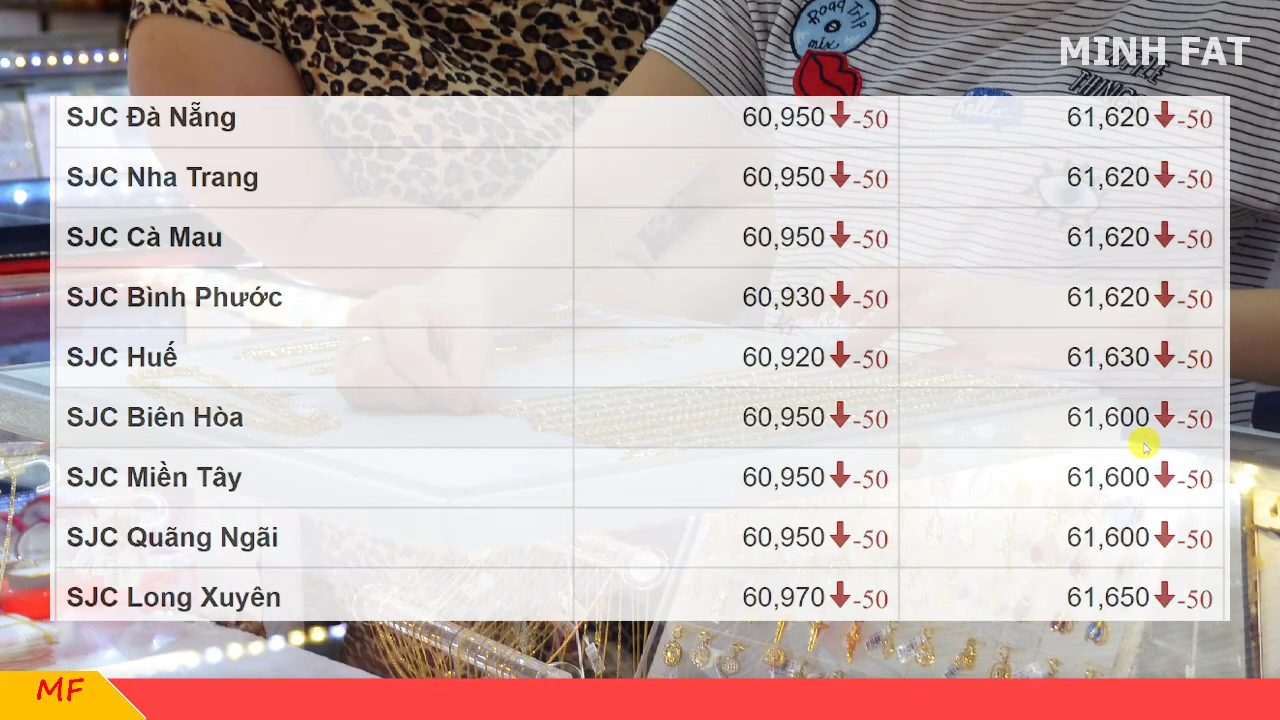 Road Trip
mix
MINH FAT
hello
SJC Đà Nẵng 60,950 -50 61,620 -50
SJC Nha Trang 60,950 -50 61,620 -50
SJC Cà Mau 60,950 -50 61,620 -50
SJC Bình Phước 60,930 -50 61,620 -50
SJC Huế 60,920 -50 61,630 -50
SJC Biên Hòa 60,950 -50 61,600 -50
SJC Miền Tây 60,950 -50 61,600 -50
SJC Quãng Ngãi 60,950 -50 61,600 -50
SJC Long Xuyên 60,970 -50 61,650 -50
MF